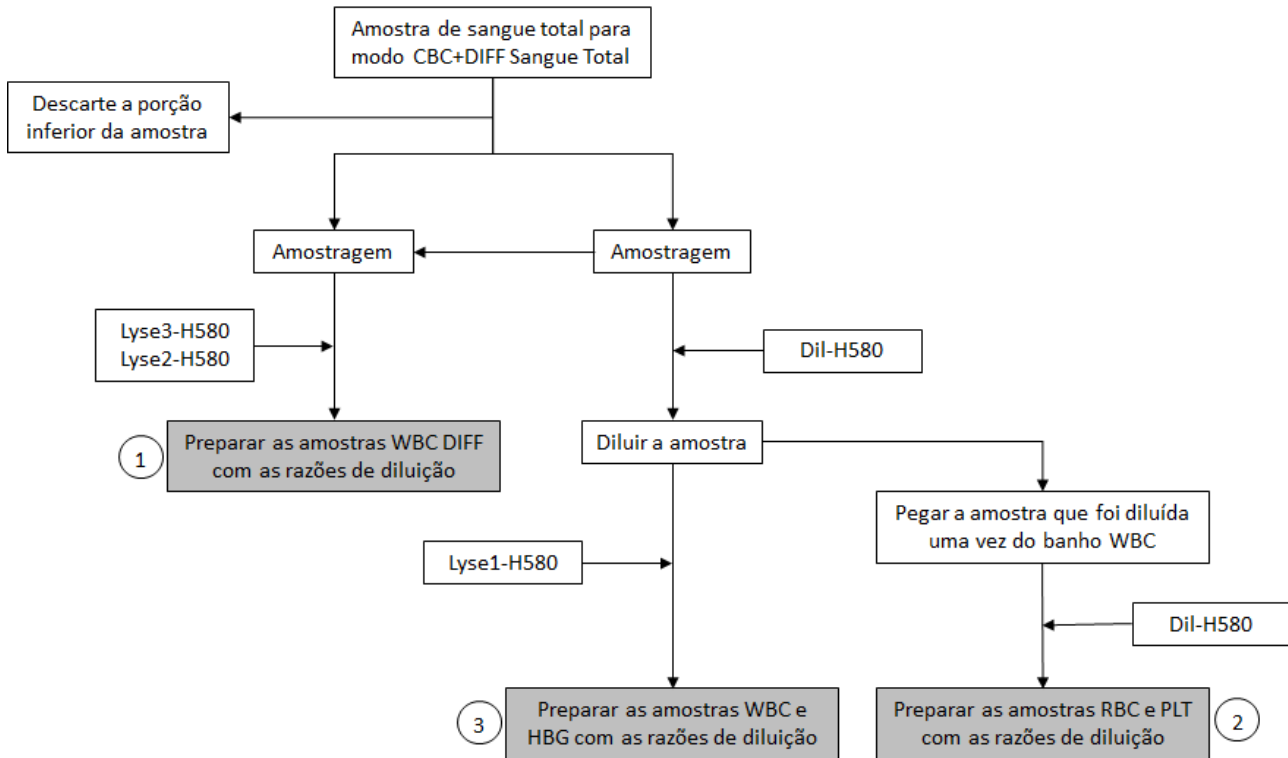 Amostra de sangue total para
modo CBC+DIFF Sangue Total
Descarte a porção
inferior da amostra
Amostragem
Amostragem
Lyse3-H580
Lyse2-H580
Dil-H580
1
Preparar as amostras WBC DIFF
com as razões de diluição
Diluir a amostra
Pegar a amostra que foi diluída
uma vez do banho WBC
Lyse1-H580
Dil-H580
3
Preparar as amostras WBC e
HBG com as razões de diluição
Preparar as amostras RBC e PLT
com as razões de diluição
2